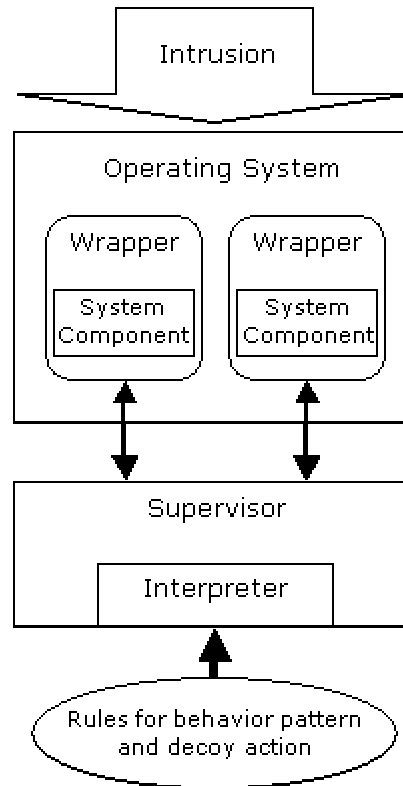 Intrusion
Operating System
Wrapper
Wrapper
System
Component
System
Component
Supervisor
Interpreter
Rules for behavior pattern
and decoy action